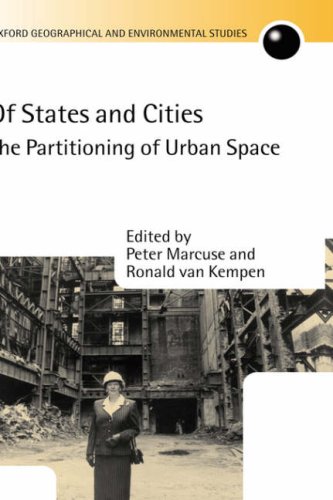 XFORD GEOGRAPHICAL AND ENVIRONMENTAL STUDIES
Of States and Cities
he Partitioning of Urban Space
Edited by
Peter Marcuse and
Ronald van Kempen